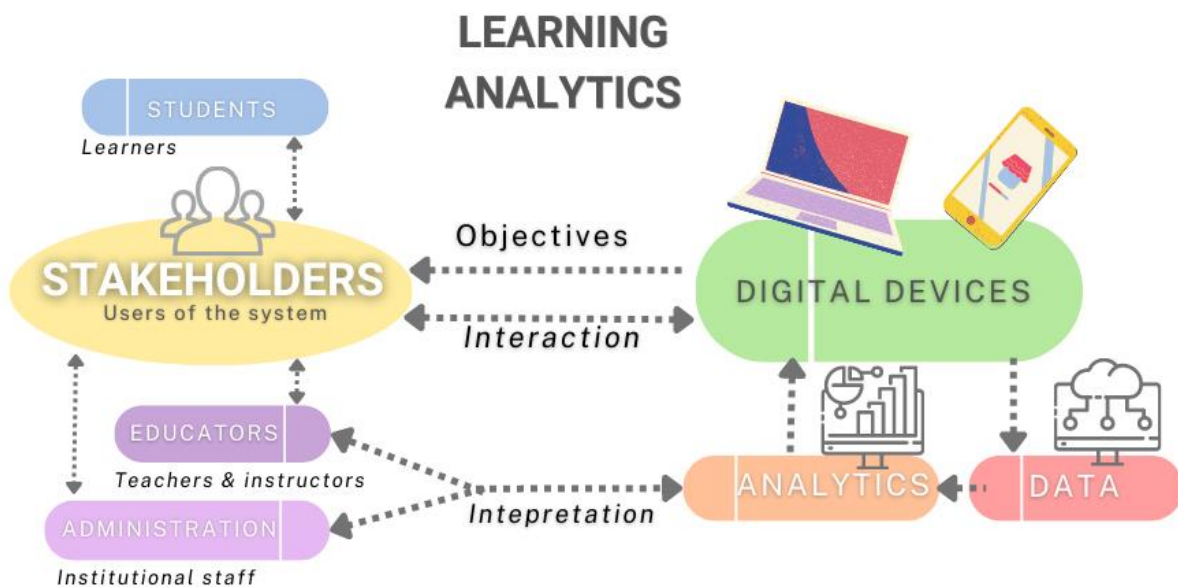 LEARNING
ANALYTICS
STUDENTS
Learners
STAKEHOLDERS
Users of the system
Objectives
Interaction
DIGITAL DEVICES
EDUCATORS
Teachers & instructors
ADMINISTRATION
Institutional staff
Intepretation
ANALYTICS
DATA